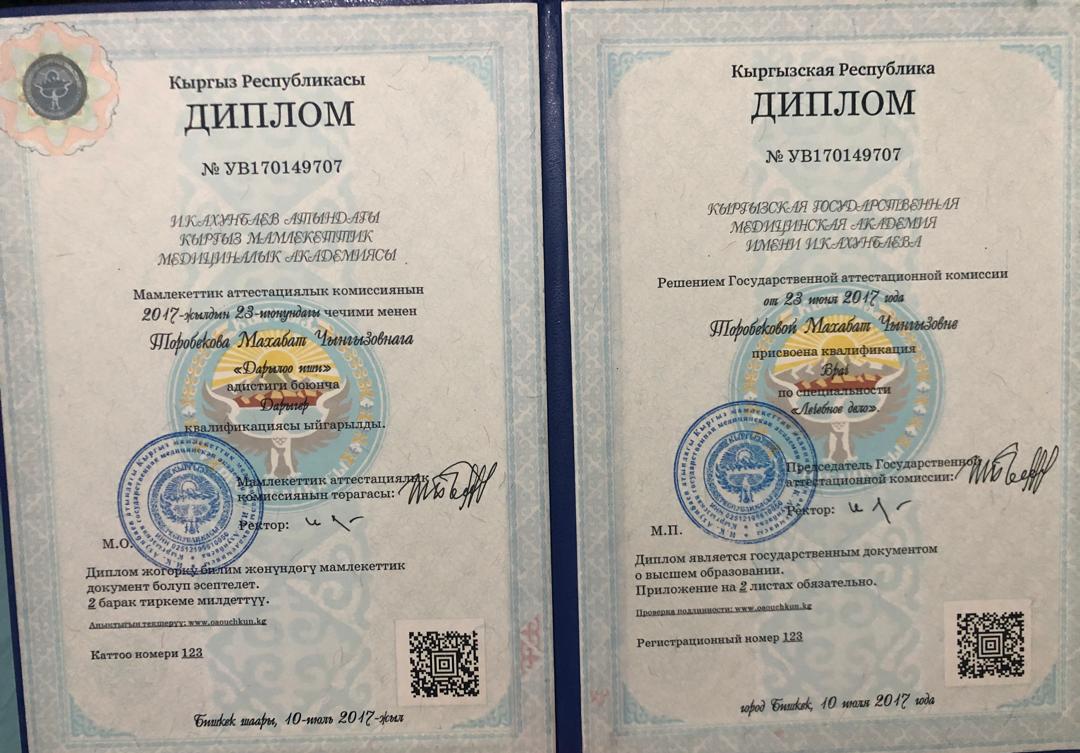 Кыргыз Республикасы
ДИПЛОМ
№ УВ170149707
И.К.АХУНБАЕВ АТЫНДАГЫ
КЫРГЫЗ МАМЛЕКЕТТИК
МЕДИЦИНАЛЫК АКАДЕМИЯСЫ
Мамлекеттик аттестациялык комиссиянын
2017-жылдын 23-июнундагы чечими менен
Торобекова Махабат Чынгызовнага
«Дарылоо иши»
адистиги боюнча
Дарыгер
квалификациясы ыйгарылды.
Мамлекеттик аттестациялык
комиссиянын төрагасы:
Ректор:
М.О.
Диплом жогорку билим жөнүндөгү мамлекеттик
документ болуп эсептелет.
2 барак тиркеме милдеттүү.
Аныктыгын текшерүү: www.oaouchkun.kg
Каттоо номери 123
Бишкек шаары, 10-июль 2017-жыл
Кыргызская Республика
ДИПЛОМ
№ УВ170149707
КЫРГЫЗСКАЯ ГОСУДАРСТВЕННАЯ
МЕДИЦИНСКАЯ АКАДЕМИЯ
ИМЕНИ И.К.АХУНБАЕВА
Решением Государственной аттестационной комиссии
от 23 июня 2017 года
Торобековой Махабат Чынгызовне
присвоена квалификация
Врач
по специальности
«Лечебное дело».
Председатель Государственной
аттестационной комиссии:
Ректор:
М.П.
Диплом является государственным документом
о высшем образовании.
Приложение на 2 листах обязательно.
Проверка подлинности: www.oaouchkun.kg
Регистрационный номер 123
город Бишкек, 10 июля 2017 года